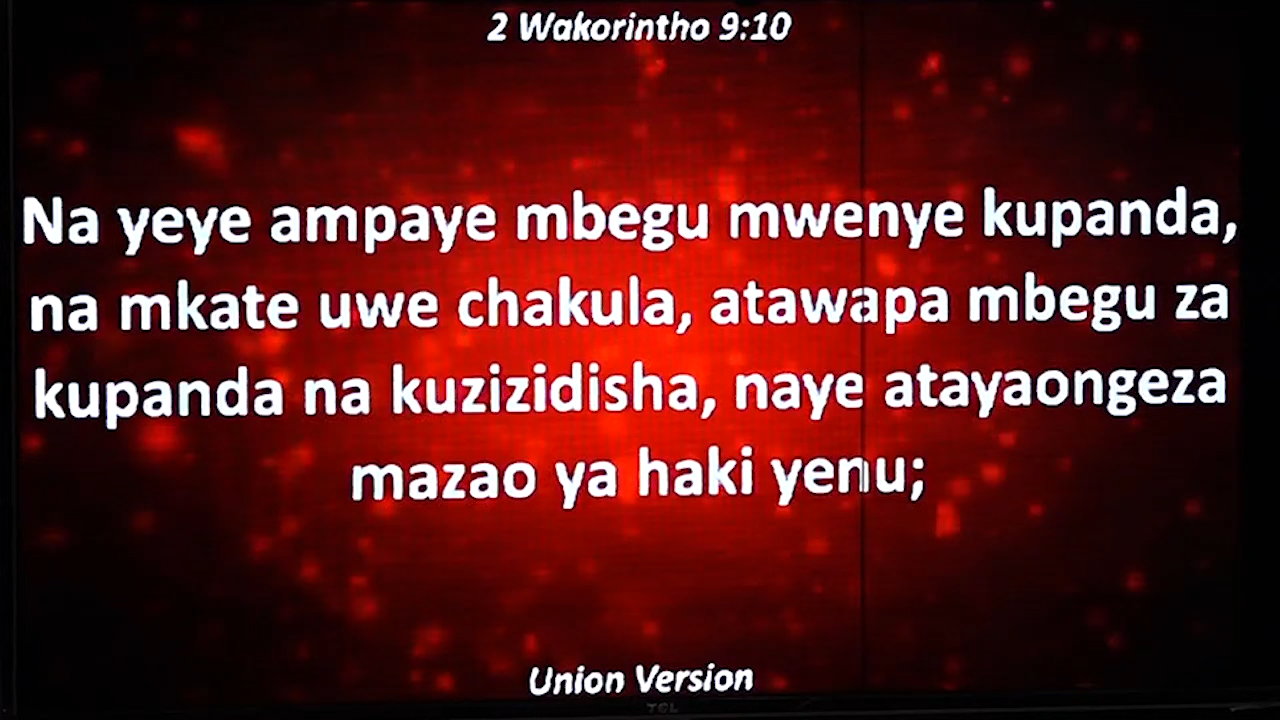 2 Wakorintho 9:10
Na yeye ampaye mbegu mwenye kupanda,
na mkate uwe chakula, atawapa mbegu za
kupanda na kuzizidisha, naye atayaongeza
mazao ya haki yenu;
Union Version
TCL